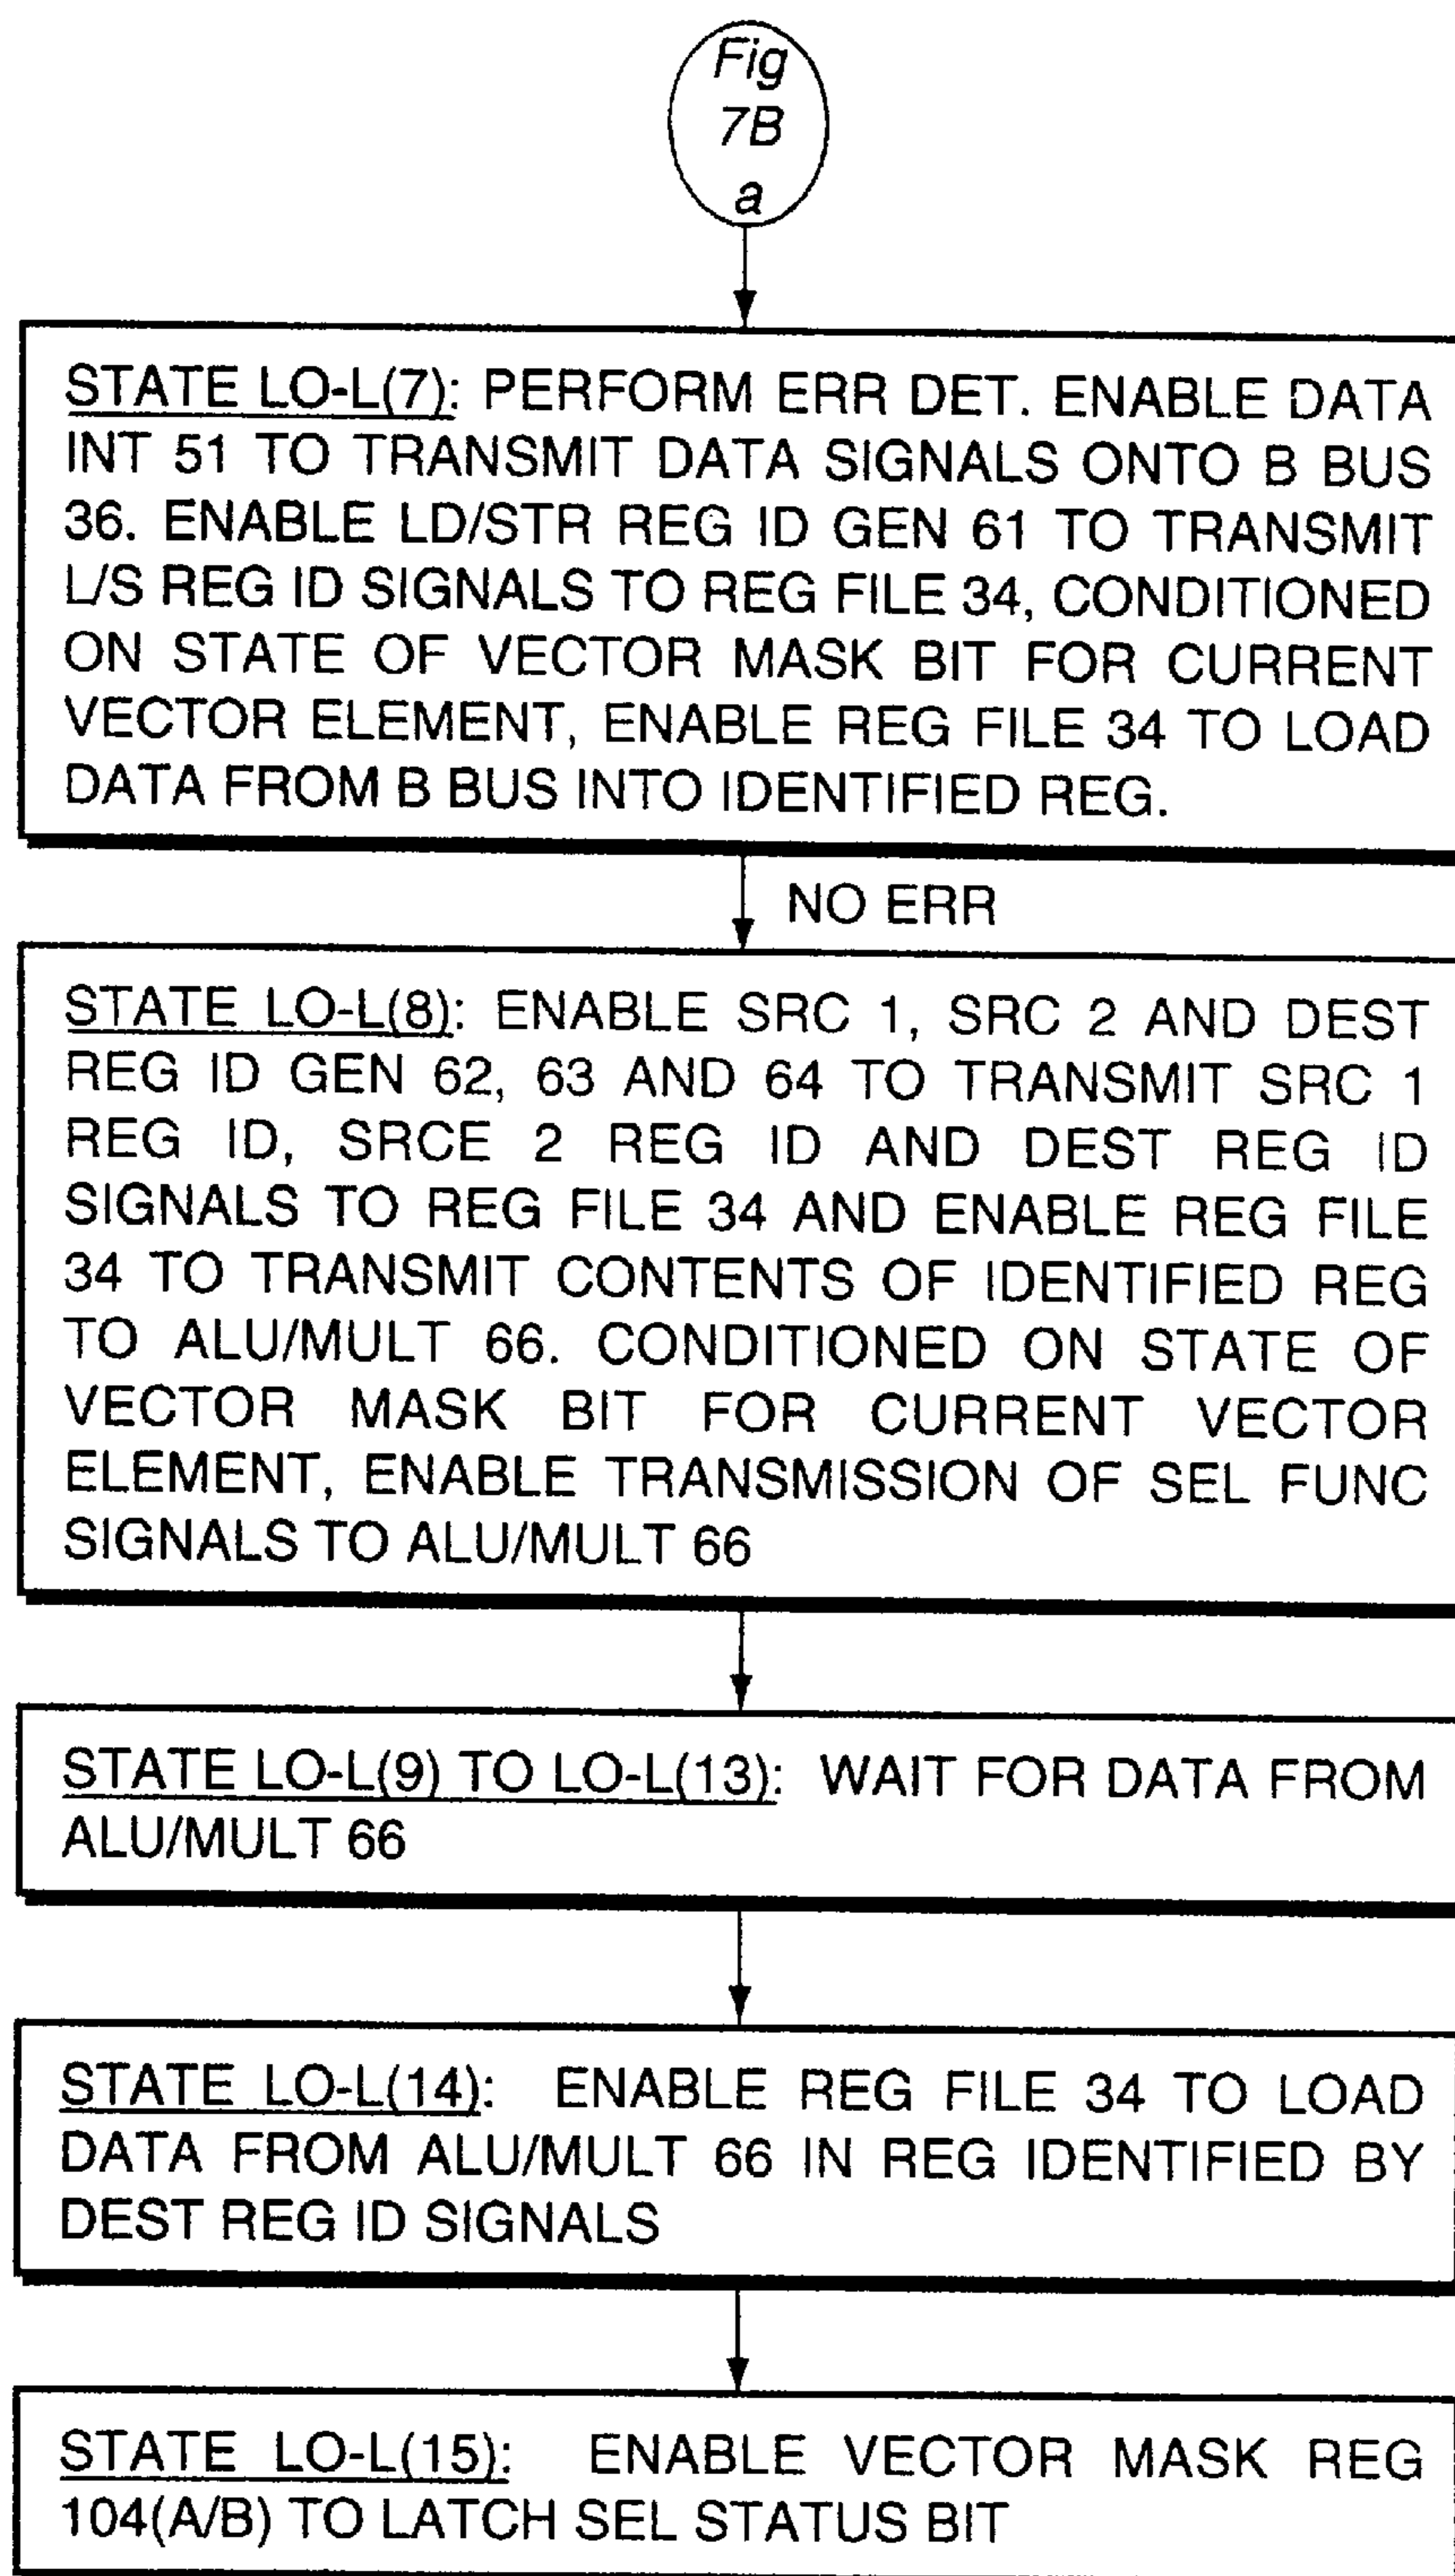 Fig
7B
a
STATE LO-L(7): PERFORM ERR DET. ENABLE DATA
INT 51 TO TRANSMIT DATA SIGNALS ONTO B BUS
36. ENABLE LD/STR REG ID GEN 61 TO TRANSMIT
L/S REG ID SIGNALS TO REG FILE 34, CONDITIONED
ON STATE OF VECTOR MASK BIT FOR CURRENT
VECTOR ELEMENT, ENABLE REG FILE 34 TO LOAD
DATA FROM B BUS INTO IDENTIFIED REG.
NO ERR
STATE LO-L(8): ENABLE SRC 1, SRC 2 AND DEST
REG ID GEN 62, 63 AND 64 TO TRANSMIT SRC 1
REG ID, SRCE 2 REG ID AND DEST REG ID
SIGNALS TO REG FILE 34 AND ENABLE REG FILE
34 TO TRANSMIT CONTENTS OF IDENTIFIED REG
TO ALU/MULT 66. CONDITIONED ON STATE OF
VECTOR MASK BIT FOR CURRENT VECTOR
ELEMENT, ENABLE TRANSMISSION OF SEL FUNC
SIGNALS TO ALU/MULT 66
STATE LO-L(9) TO LO-L(13): WAIT FOR DATA FROM
ALU/MULT 66
STATE LO-L(14): ENABLE REG FILE 34 TO LOAD
DATA FROM ALU/MULT 66 IN REG IDENTIFIED BY
DEST REG ID SIGNALS
STATE LO-L(15): ENABLE VECTOR MASK REG
104(A/B) TO LATCH SEL STATUS BIT